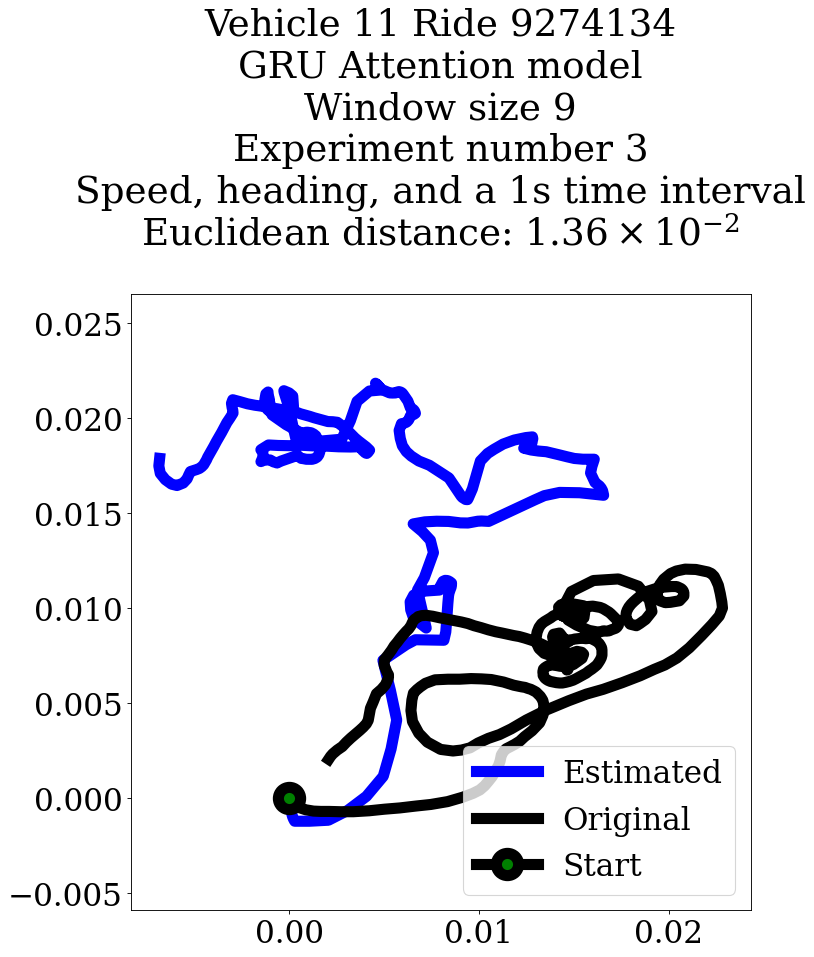 Vehicle 11 Ride 9274134
GRU Attention model
Window size 9
Experiment number 3
Speed, heading, and a 1s time interval
Euclidean distance: 1.36 × 10⁻²
0.025
0.020
0.015
0.010
0.005
0.000
−0.005
0.00 0.01 0.02
Estimated
Original
Start